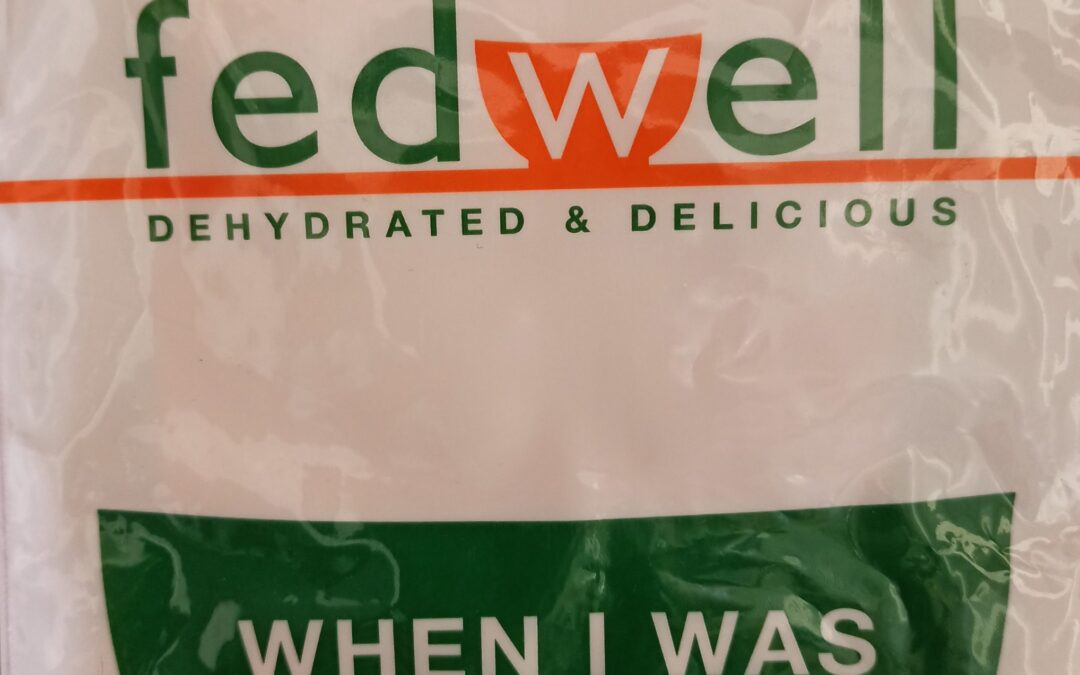 fedwell
DEHYDRATED & DELICIOUS
WHEN I WAS